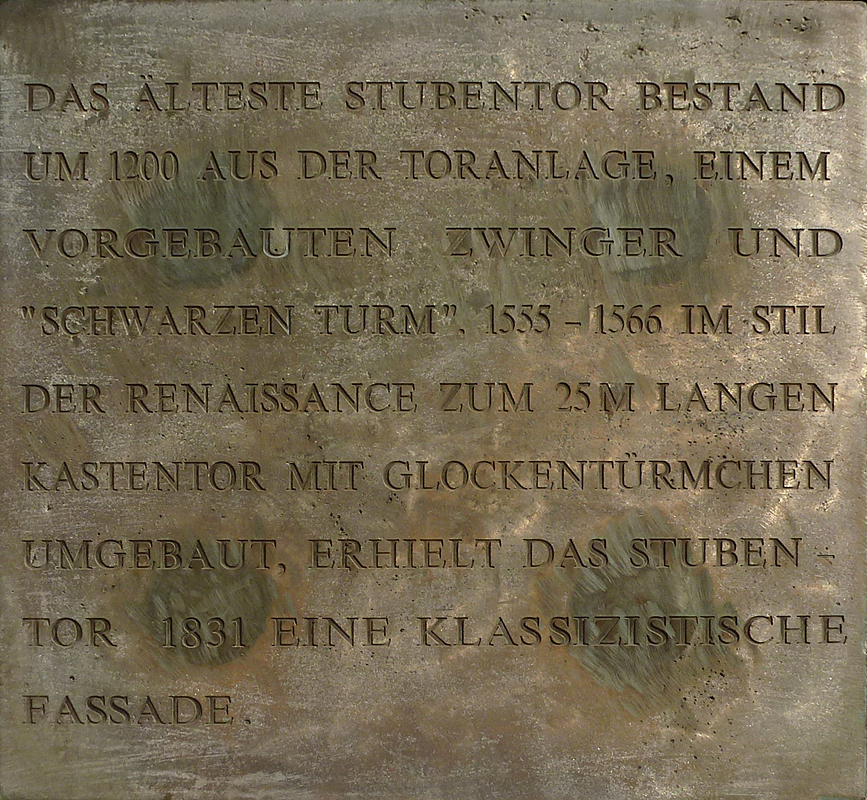 DAS ÄLTESTE STUBENTOR BESTAND
UM 1200 AUS DER TORANLAGE, EINEM
VORGEBAUTEN ZWINGER UND
"SCHWARZEN TURM". 1555 – 1566 IM STIL
DER RENAISSANCE ZUM 25M LANGEN
KASTENTOR MIT GLOCKENTÜRMCHEN
UMGEBAUT, ERHIELT DAS STUBEN –
TOR 1831 EINE KLASSIZISTISCHE
FASSADE.